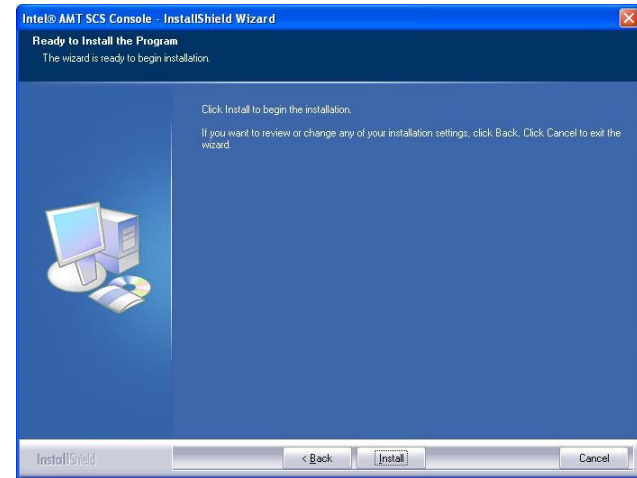 Intel® AMT SCS Console - InstallShield Wizard
Ready to Install the Program
The wizard is ready to begin installation.
Click Install to begin the installation.
If you want to review or change any of your installation settings, click Back. Click Cancel to exit the
wizard.
InstallShield
< Back
Install
Cancel